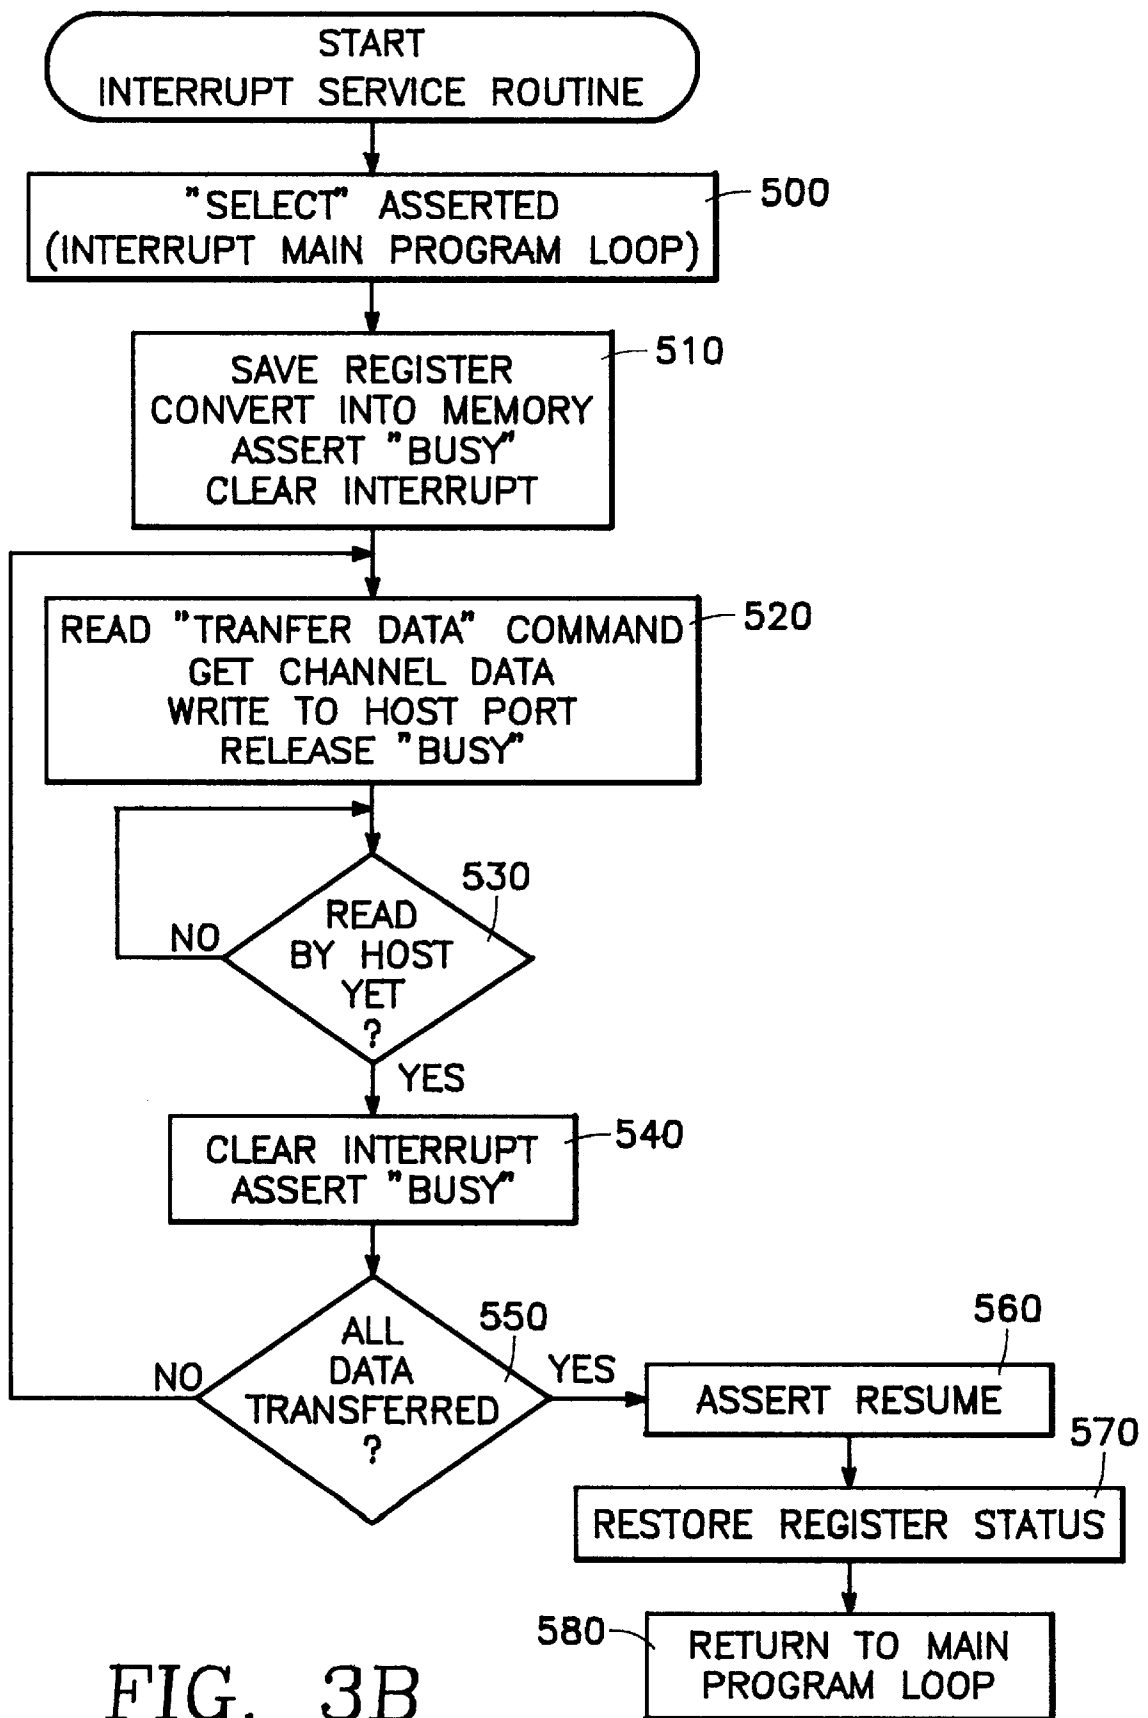 START
INTERRUPT SERVICE ROUTINE
"SELECT" ASSERTED
(INTERRUPT MAIN PROGRAM LOOP)
500
SAVE REGISTER
CONVERT INTO MEMORY
ASSERT "BUSY"
CLEAR INTERRUPT
510
READ "TRANFER DATA" COMMAND
GET CHANNEL DATA
WRITE TO HOST PORT
RELEASE "BUSY"
520
530
READ
BY HOST
YET
?
NO
YES
CLEAR INTERRUPT
ASSERT "BUSY"
540
550
ALL
DATA
TRANSFERRED
?
NO
YES
560
ASSERT RESUME
570
RESTORE REGISTER STATUS
580
RETURN TO MAIN
PROGRAM LOOP
FIG. 3B